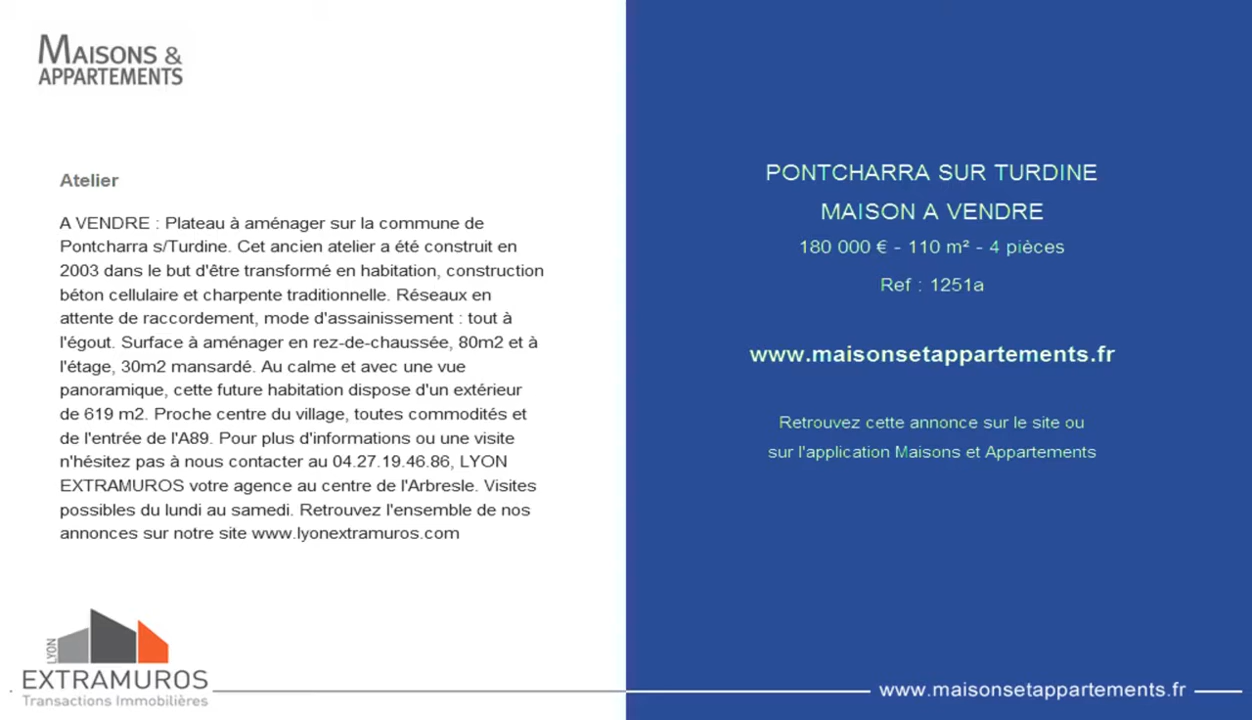 MAISONS &
APPARTEMENTS
Atelier
A VENDRE : Plateau à aménager sur la commune de
Pontcharra s/Turdine. Cet ancien atelier a été construit en
2003 dans le but d'être transformé en habitation, construction
béton cellulaire et charpente traditionnelle. Réseaux en
attente de raccordement, mode d'assainissement : tout à
l'égout. Surface à aménager en rez-de-chaussée, 80m2 et à
l'étage, 30m2 mansardé. Au calme et avec une vue
panoramique, cette future habitation dispose d'un extérieur
de 619 m2. Proche centre du village, toutes commodités et
de l'entrée de l'A89. Pour plus d'informations ou une visite
n'hésitez pas à nous contacter au 04.27.19.46.86, LYON
EXTRAMUROS votre agence au centre de l'Arbresle. Visites
possibles du lundi au samedi. Retrouvez l'ensemble de nos
annonces sur notre site www.lyonextramuros.com
LYON
EXTRAMUROS
Transactions Immobilières
PONTCHARRA SUR TURDINE
MAISON A VENDRE
180 000 € - 110 m² - 4 pièces
Ref : 1251a
www.maisonsetappartements.fr
Retrouvez cette annonce sur le site ou
sur l'application Maisons et Appartements
www.maisonsetappartements.fr